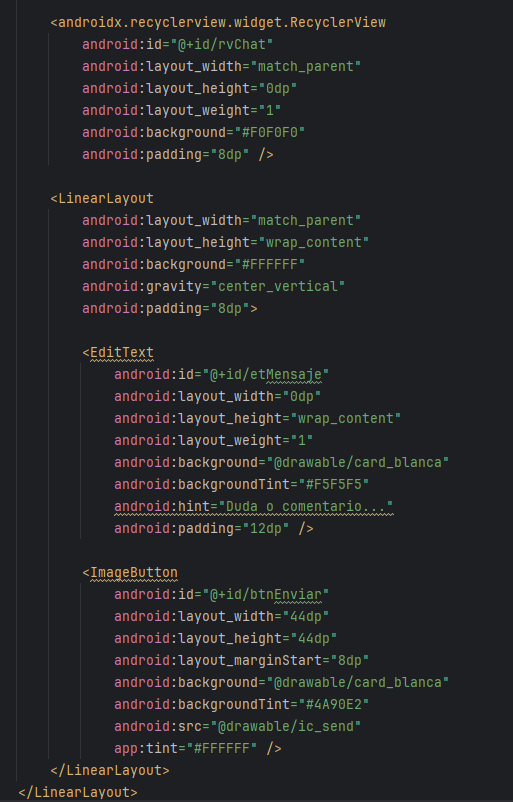 <androidx.recyclerview.widget.RecyclerView
android:id="@+id/rvChat"
android:layout_width="match_parent"
android:layout_height="0dp"
android:layout_weight="1"
android:background="#F0F0F0"
android:padding="8dp" />
<LinearLayout
android:layout_width="match_parent"
android:layout_height="wrap_content"
android:background="#FFFFFF"
android:gravity="center_vertical"
android:padding="8dp">
<EditText
android:id="@+id/etMensaje"
android:layout_width="0dp"
android:layout_height="wrap_content"
android:layout_weight="1"
android:background="@drawable/card_blanca"
android:backgroundTint="#F5F5F5"
android:hint="Duda o comentario..."
android:padding="12dp" />
<ImageButton
android:id="@+id/btnEnviar"
android:layout_width="44dp"
android:layout_height="44dp"
android:layout_marginStart="8dp"
android:background="@drawable/card_blanca"
android:backgroundTint="#4A90E2"
android:src="@drawable/ic_send"
app:tint="#FFFFFF" />
</LinearLayout>
</LinearLayout>